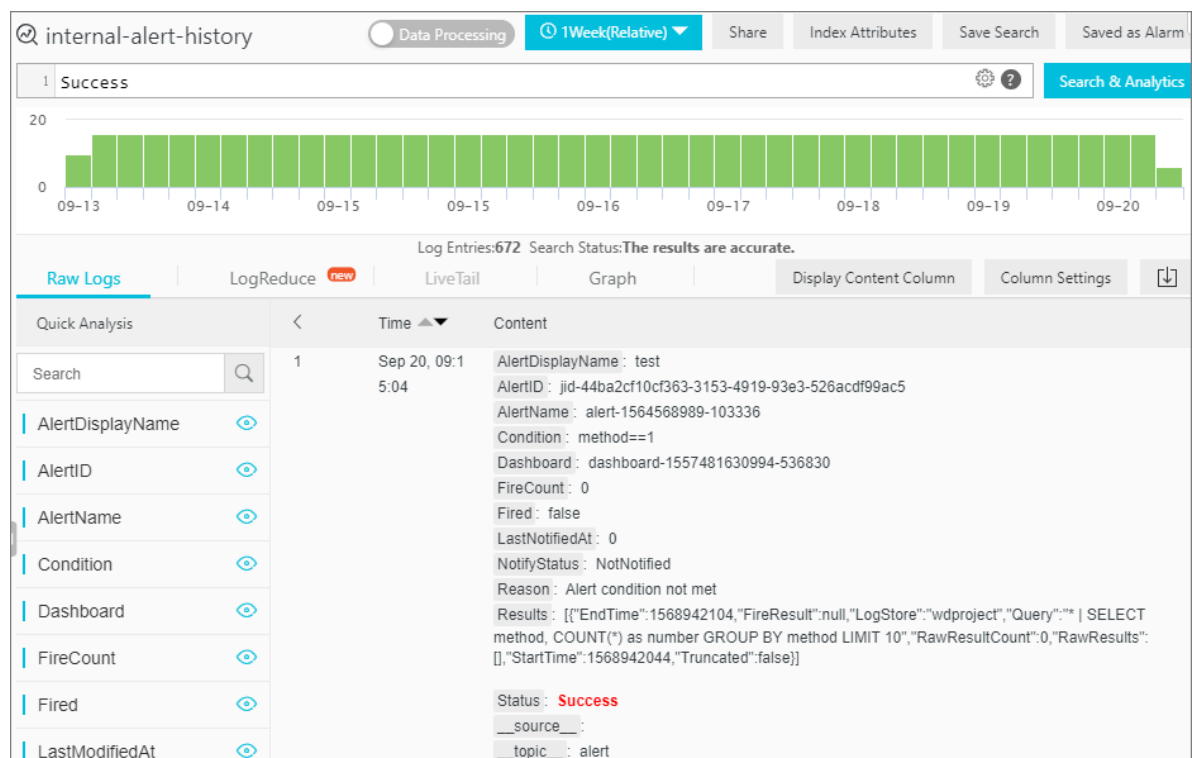 internal-alert-history
Data Processing
1Week(Relative)
Share
Index Attributes
Save Search
Saved as Alarm
1 Success
?
Search & Analytics
20
0
09-13 09-14 09-15 09-15 09-16 09-17 09-18 09-19 09-20
Log Entries:672 Search Status:The results are accurate.
Raw Logs
LogReduce new
LiveTail
Graph
Display Content Column
Column Settings
Quick Analysis
< Time Content
Search
AlertDisplayName
AlertID
AlertName
Condition
Dashboard
FireCount
Fired
LastModifiedAt
1 Sep 20, 09:1
5:04
AlertDisplayName : test
AlertID : jid-44ba2cf10cf363-3153-4919-93e3-526acdf99ac5
AlertName : alert-1564568989-103336
Condition : method==1
Dashboard : dashboard-1557481630994-536830
FireCount : 0
Fired : false
LastNotifiedAt : 0
NotifyStatus : NotNotified
Reason : Alert condition not met
Results : [{"EndTime":1568942104,"FireResult":null,"LogStore":"wdproject","Query":"* | SELECT
method, COUNT(*) as number GROUP BY method LIMIT 10","RawResultCount":0,"RawResults":
[],"StartTime":1568942044,"Truncated":false}]
Status : Success
__source__ :
__topic__ : alert